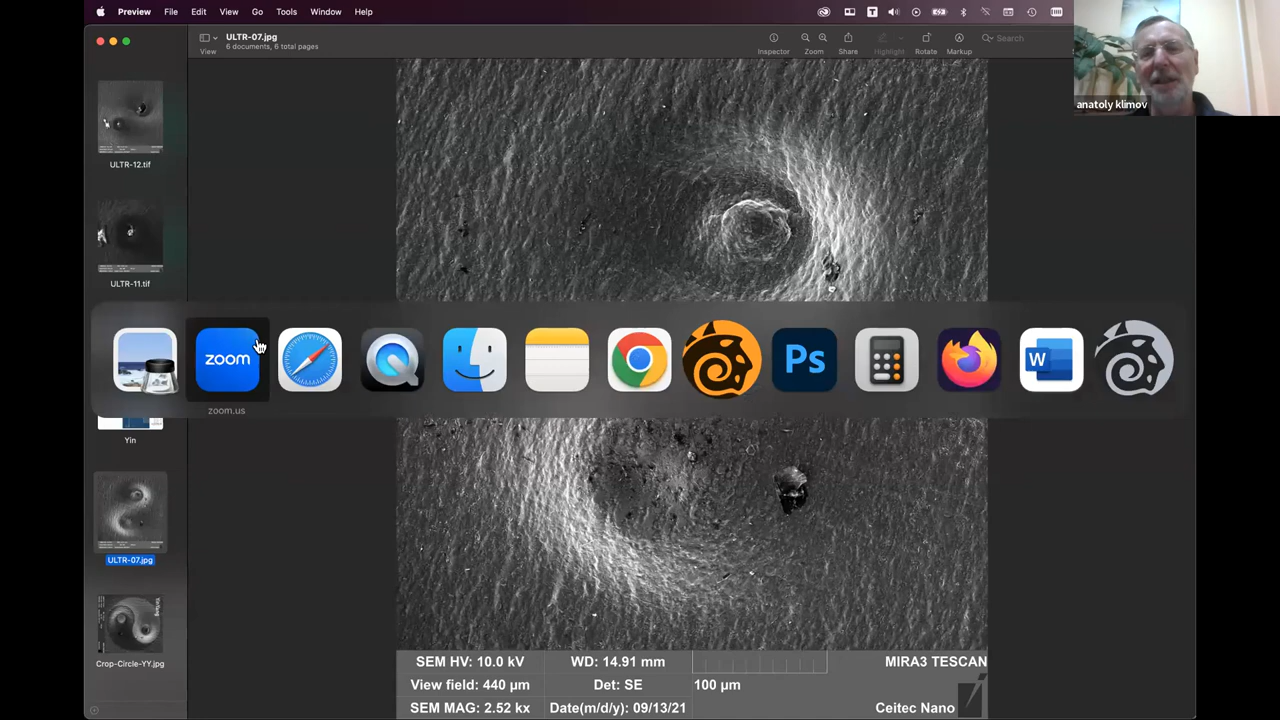 Preview File Edit View Go Tools Window Help
ULTR-07.jpg
6 documents, 6 total pages
View
Inspector Zoom Share Highlight Rotate Markup
Search
anatoly klimov
ULTR-12.tif
ULTR-11.tif
zoom
Ps
W
zoom.us
Yin
ULTR-07.jpg
Crop-Circle-YY.jpg
SEM HV: 10.0 kV WD: 14.91 mm MIRA3 TESCAN
View field: 440 µm Det: SE 100 µm
SEM MAG: 2.52 kx Date(m/d/y): 09/13/21 Ceitec Nano